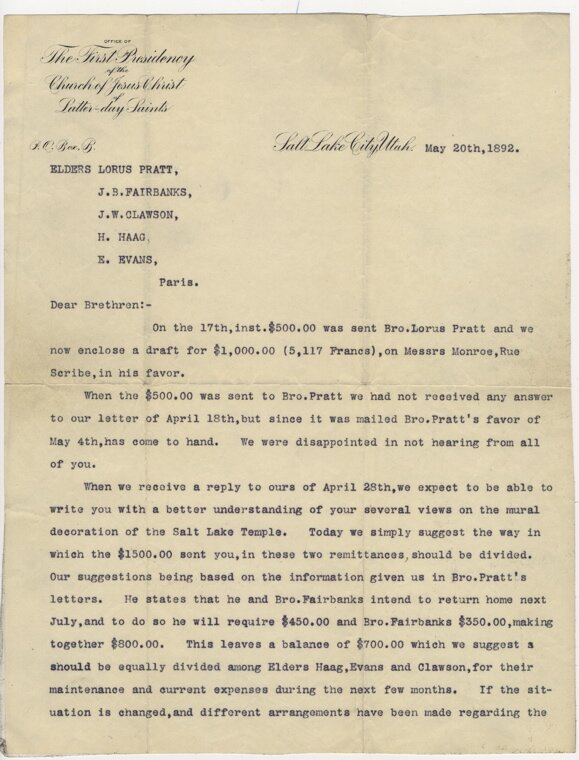 OFFICE OF
The First Presidency
of the
Church of Jesus Christ
of
Latter-day Saints
P.O. Box, B.
Salt Lake City, Utah. May 20th,1892.
ELDERS LORUS PRATT,
J.B.FAIRBANKS,
J.W.CLAWSON,
H. HAAG,
E. EVANS,
Paris.
Dear Brethren:-
On the 17th,inst.$500.00 was sent Bro.Lorus Pratt and we
now enclose a draft for $1,000.00 (5,117 Francs),on Messrs Monroe,Rue
Scribe,in his favor.
When the $500.00 was sent to Bro.Pratt we had not received any answer
to our letter of April 18th,but since it was mailed Bro.Pratt's favor of
May 4th,has come to hand. We were disappointed in not hearing from all
of you.
When we receive a reply to ours of April 28th,we expect to be able to
write you with a better understanding of your several views on the mural
decoration of the Salt Lake Temple. Today we simply suggest the way in
which the $1500.00 sent you,in these two remittances,should be divided.
Our suggestions being based on the information given us in Bro.Pratt's
letters. He states that he and Bro.Fairbanks intend to return home next
July,and to do so he will require $450.00 and Bro.Fairbanks $350.00,making
together $800.00. This leaves a balance of $700.00 which we suggest a
should be equally divided among Elders Haag,Evans and Clawson,for their
maintenance and current expenses during the next few months. If the sit-
uation is changed,and different arrangements have been made regarding the